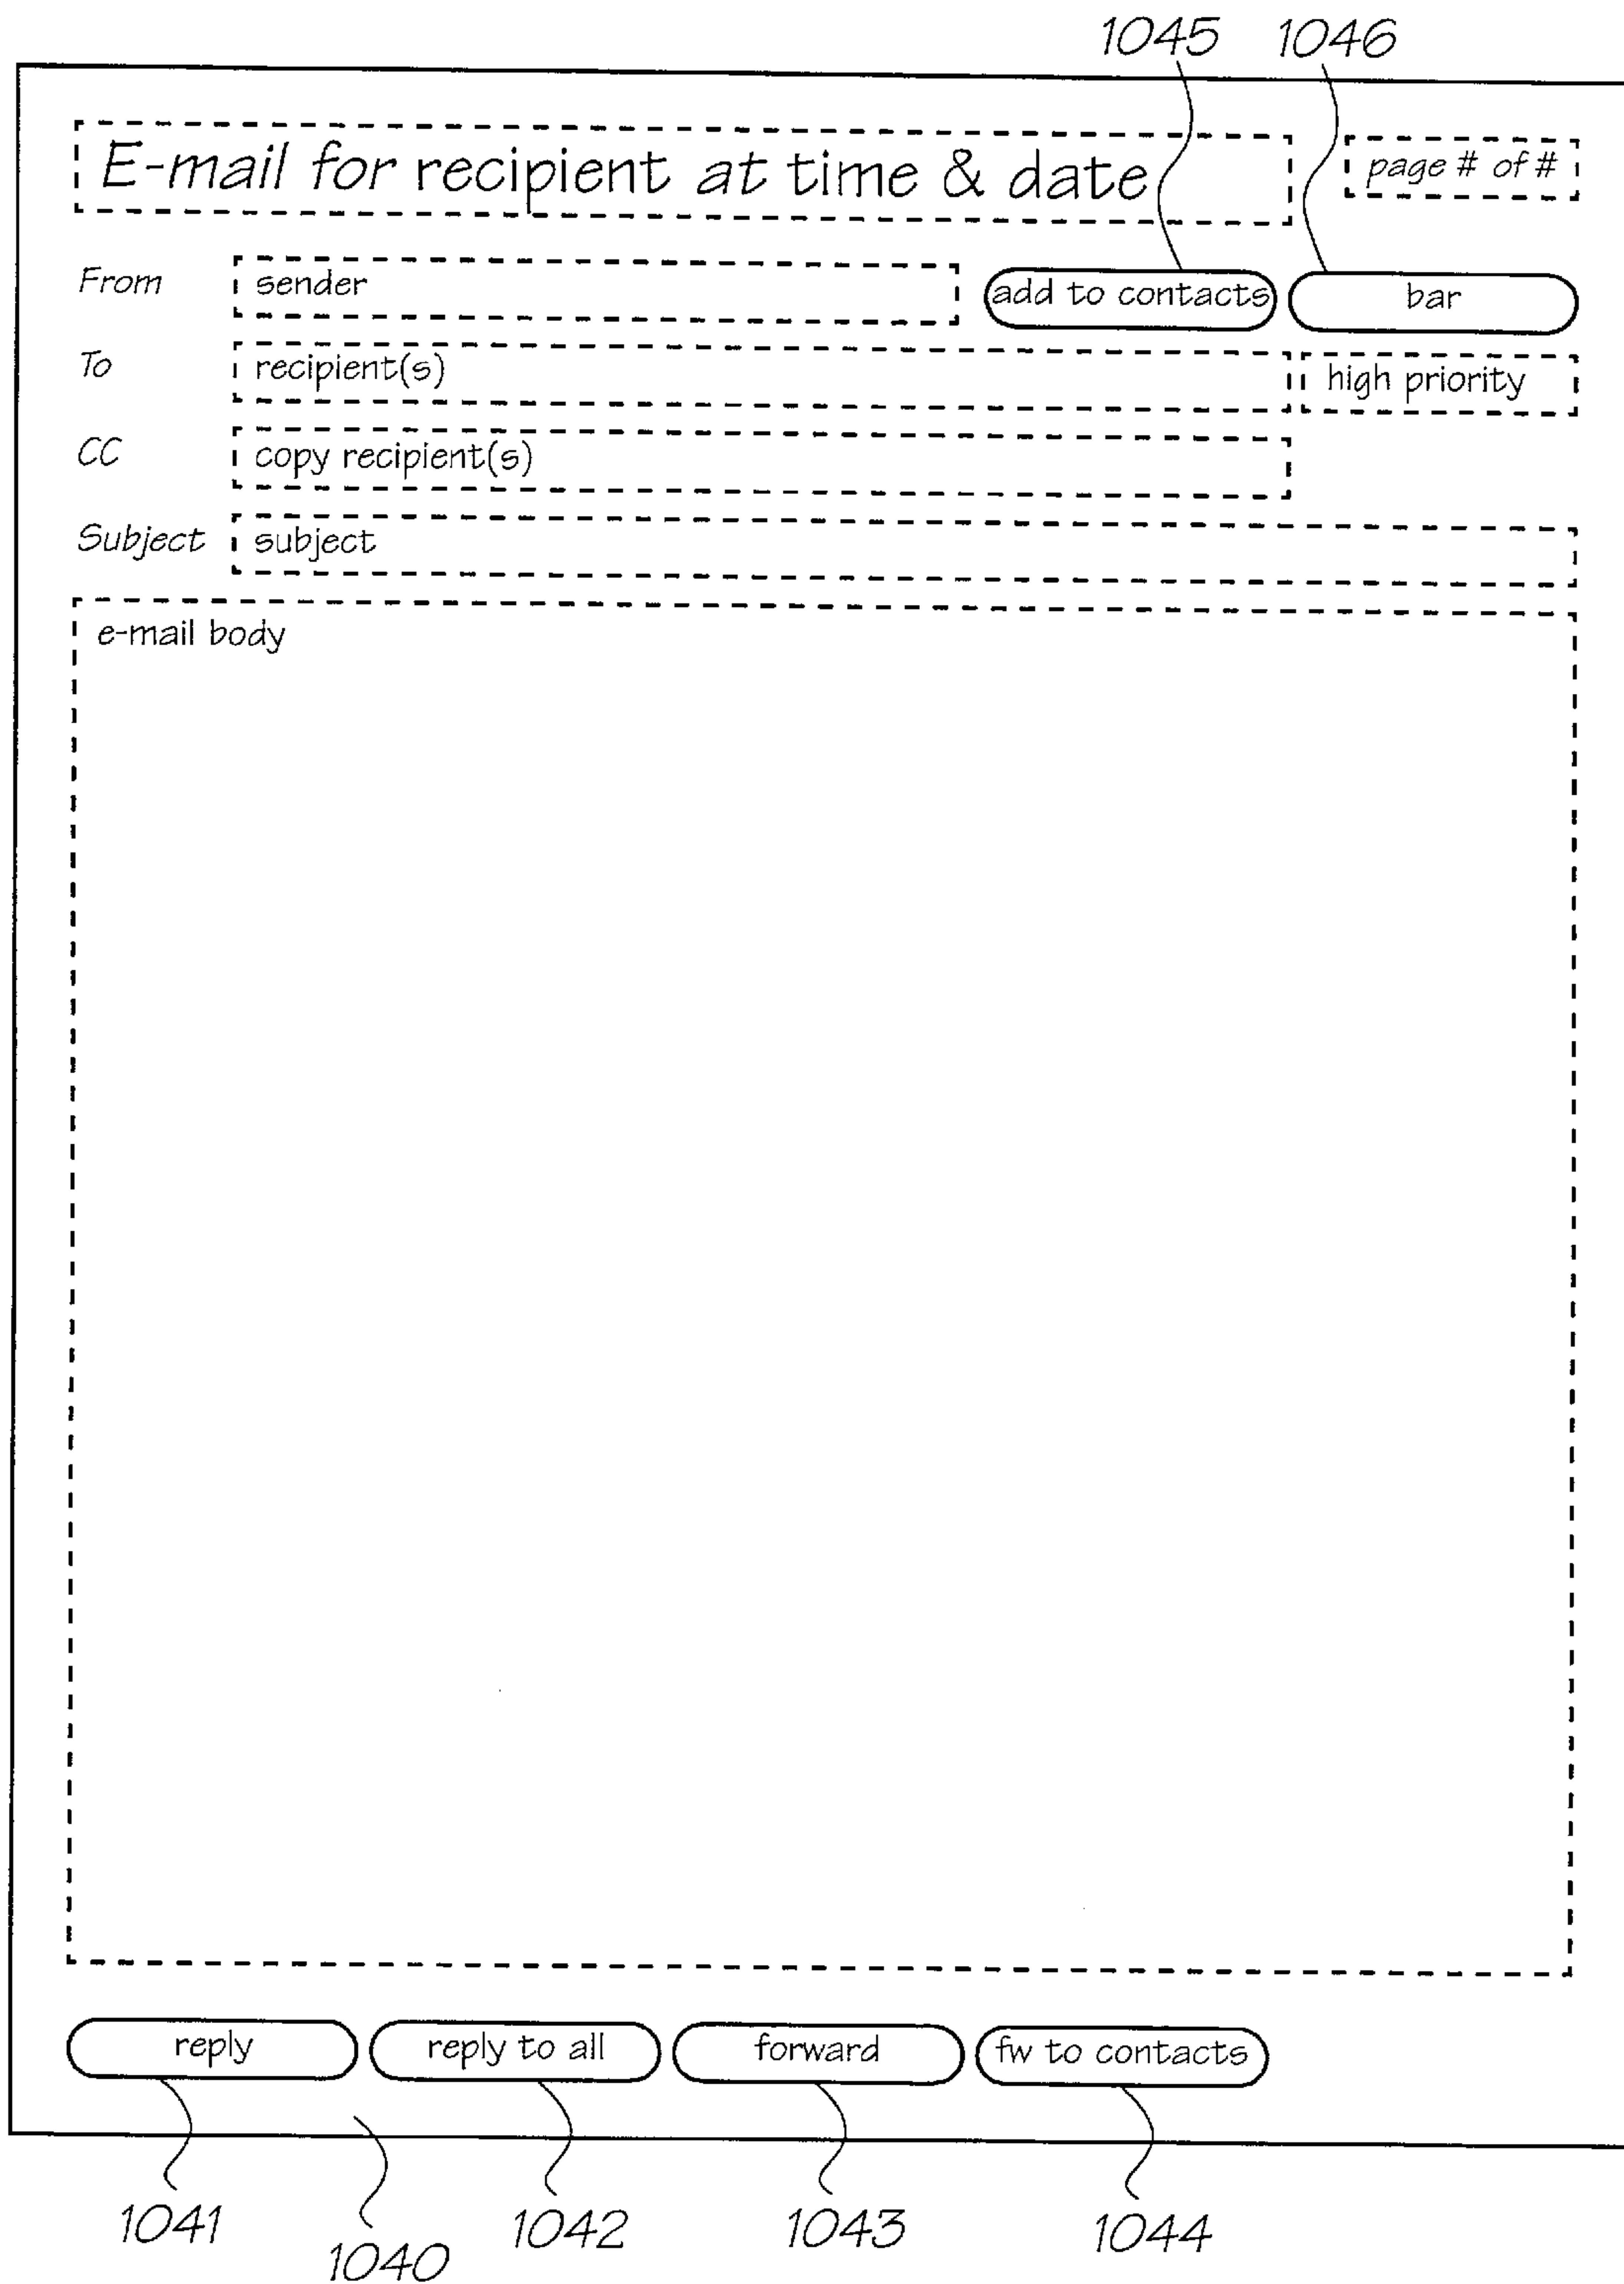 1045 1046
E-mail for recipient at time & date page # of #
From sender add to contacts bar
To recipient(s) high priority
CC copy recipient(s)
Subject subject
e-mail body
reply reply to all forward fw to contacts
1041 1042 1043 1044
1040